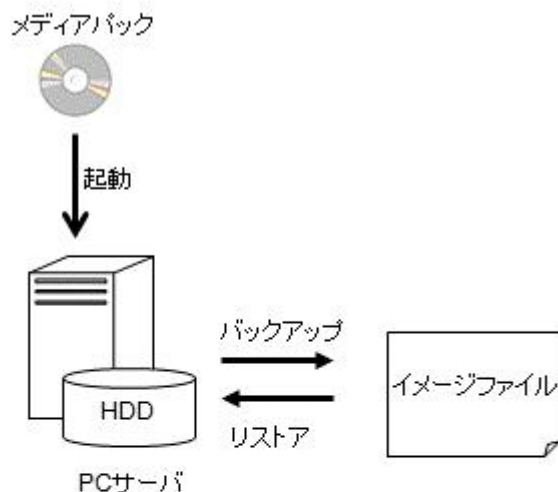 メディアパック
起動
バックアップ
イメージファイル
HDD
リストア
PCサーバ